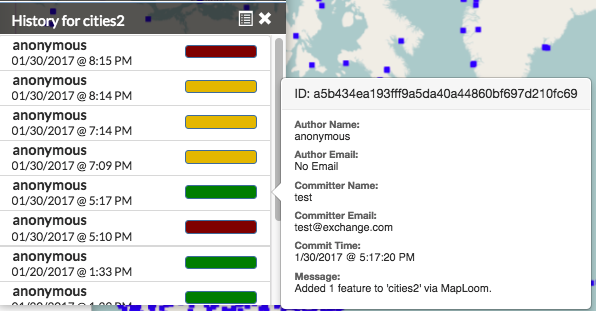 History for cities2
anonymous
01/30/2017 @ 8:15 PM
anonymous
01/30/2017 @ 8:14 PM
anonymous
01/30/2017 @ 7:14 PM
anonymous
01/30/2017 @ 7:09 PM
anonymous
01/30/2017 @ 5:17 PM
anonymous
01/30/2017 @ 5:10 PM
anonymous
01/20/2017 @ 1:33 PM
anonymous
ID: a5b434ea193fff9a5da40a44860bf697d210fc69
Author Name:
anonymous
Author Email:
No Email
Committer Name:
test
Committer Email:
test@exchange.com
Commit Time:
1/30/2017 @ 5:17:20 PM
Message:
Added 1 feature to 'cities2' via MapLoom.